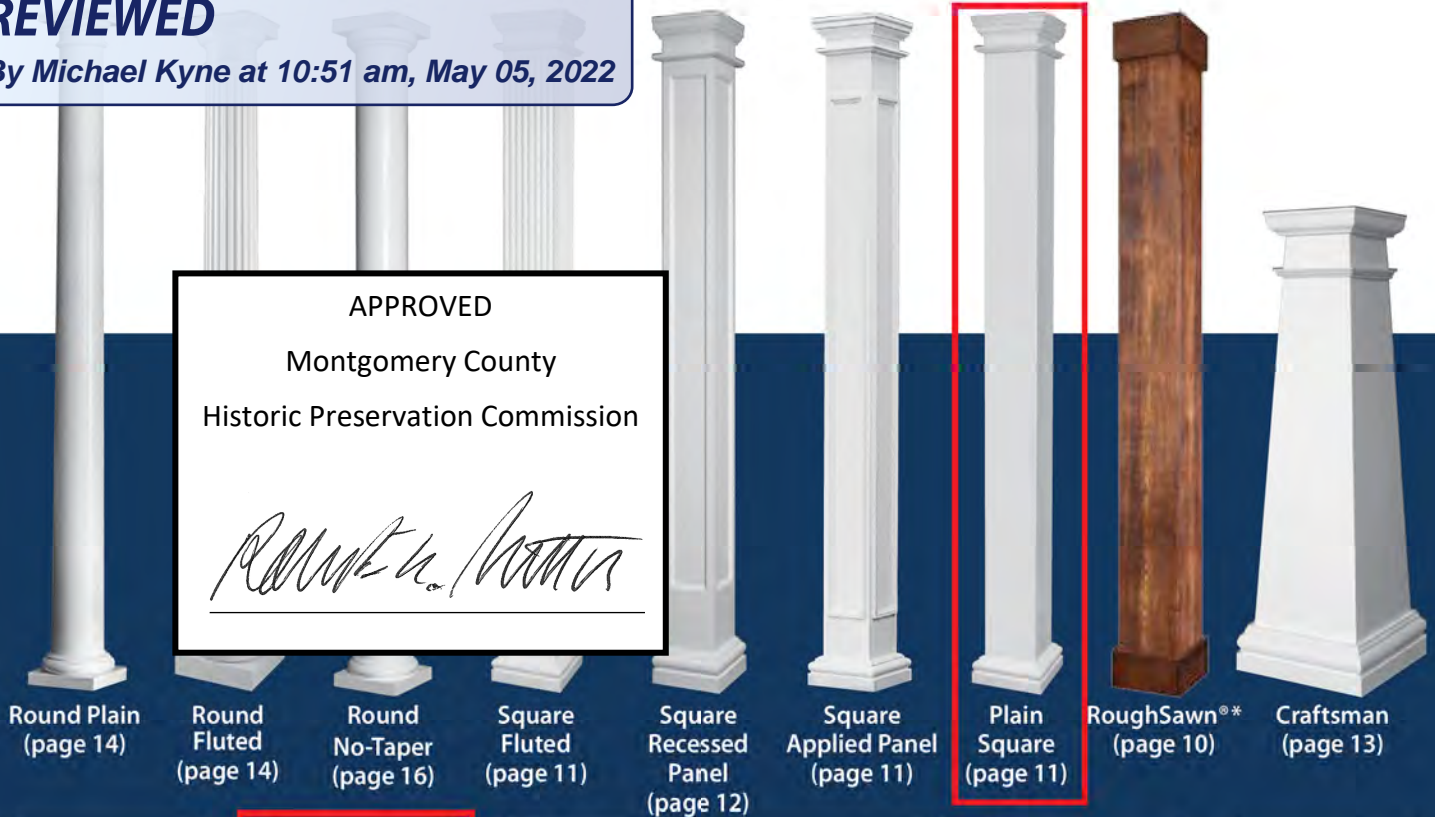 REVIEWED
By Michael Kyne at 10:51 am, May 05, 2022
APPROVED
Montgomery County
Historic Preservation Commission
Round Plain
(page 14)
Round
Fluted
(page 14)
Round
No-Taper
(page 16)
Square
Fluted
(page 11)
Square
Recessed
Panel
(page 12)
Square
Applied Panel
(page 11)
Plain
Square
(page 11)
RoughSawn®*
(page 10)
Craftsman
(page 13)